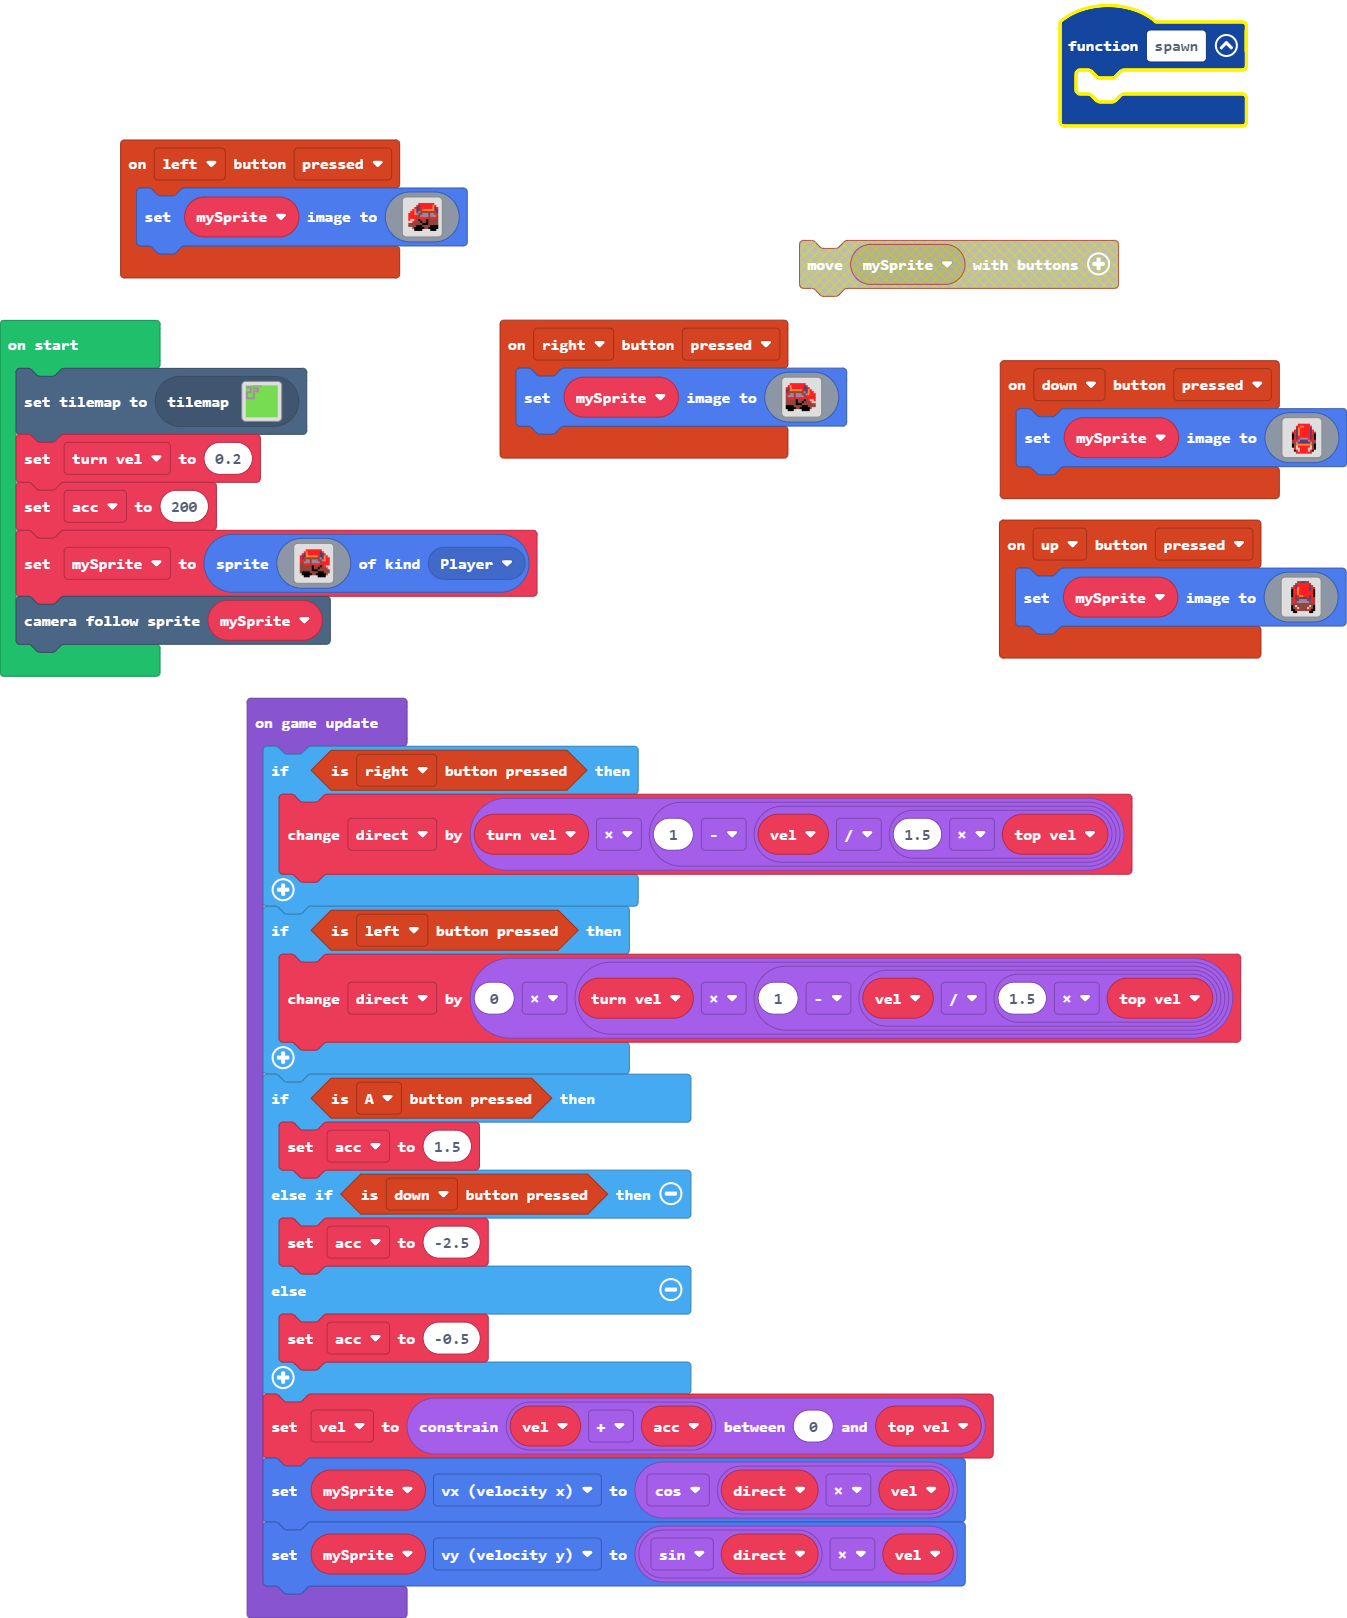 function spawn
on left button pressed
set mySprite image to
move mySprite with buttons
on start
set tilemap to tilemap
set turn vel to 0.2
set acc to 200
set mySprite to sprite of kind Player
camera follow sprite mySprite
on right button pressed
set mySprite image to
on down button pressed
set mySprite image to
on up button pressed
set mySprite image to
on game update
if is right button pressed then
change direct by turn vel × 1 - vel / 1.5 × top vel
if is left button pressed then
change direct by 0 × turn vel × 1 - vel / 1.5 × top vel
if is A button pressed then
set acc to 1.5
else if is down button pressed then
set acc to -2.5
else
set acc to -0.5
set vel to constrain vel + acc between 0 and top vel
set mySprite vx (velocity x) to cos direct × vel
set mySprite vy (velocity y) to sin direct × vel